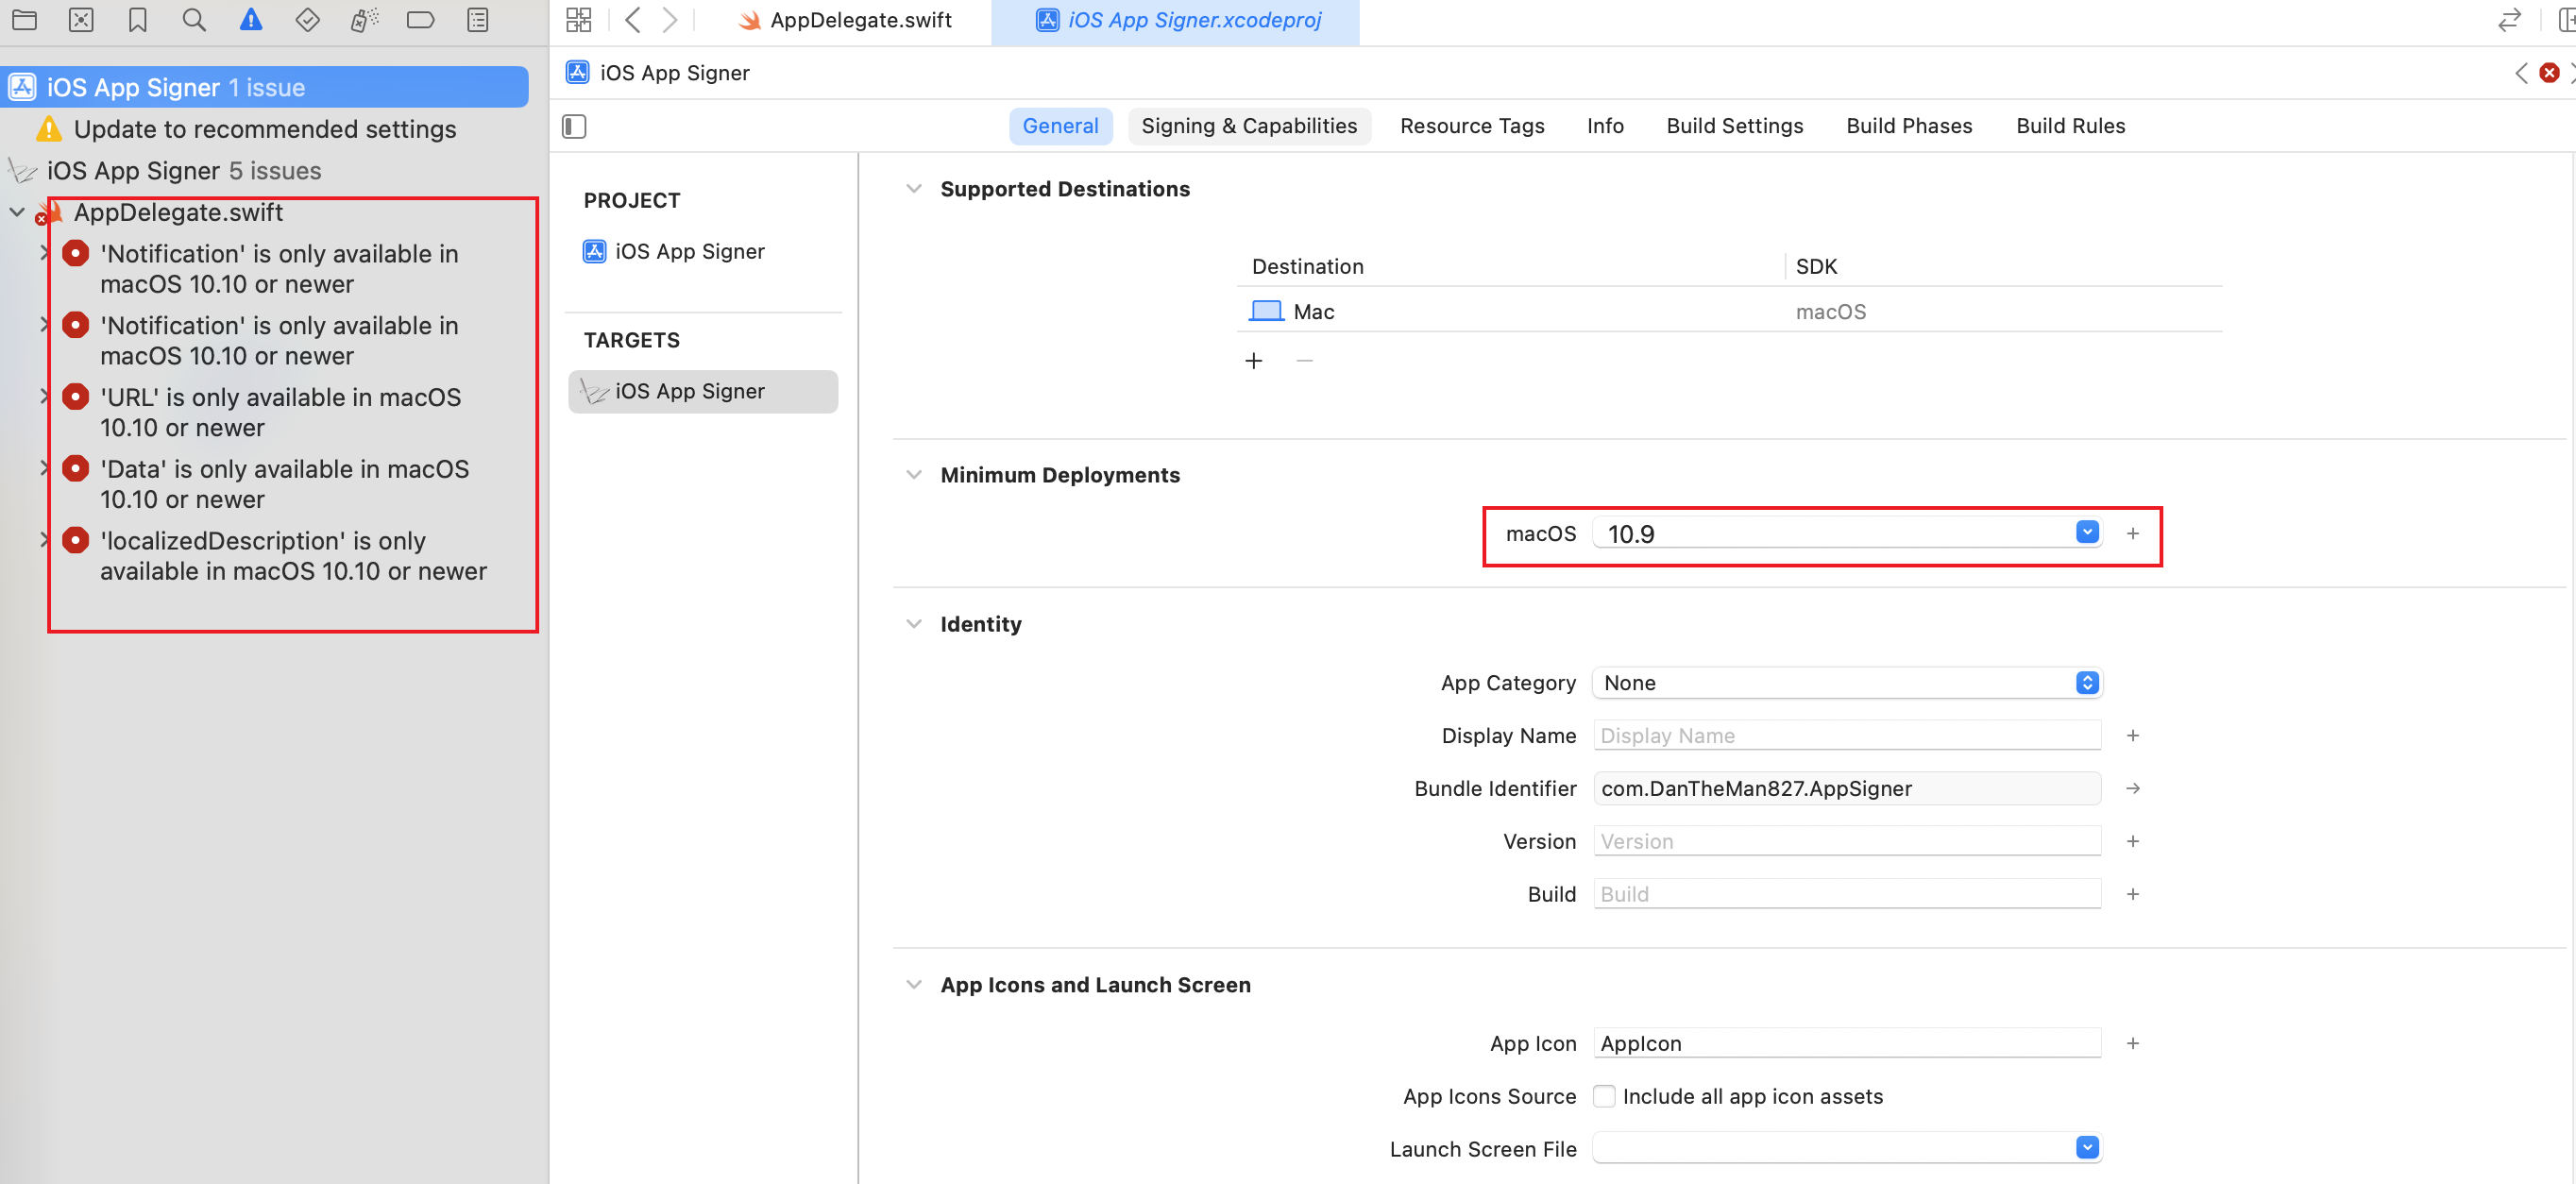 AppDelegate.swift
iOS App Signer.xcodeproj
iOS App Signer 1 issue
Update to recommended settings
iOS App Signer 5 issues
AppDelegate.swift
'Notification' is only available in
macOS 10.10 or newer
'Notification' is only available in
macOS 10.10 or newer
'URL' is only available in macOS
10.10 or newer
'Data' is only available in macOS
10.10 or newer
'localizedDescription' is only
available in macOS 10.10 or newer
iOS App Signer
General
Signing & Capabilities
Resource Tags
Info
Build Settings
Build Phases
Build Rules
PROJECT
iOS App Signer
TARGETS
iOS App Signer
Supported Destinations
Destination
SDK
Mac
macOS
Minimum Deployments
macOS 10.9
Identity
App Category None
Display Name Display Name
Bundle Identifier com.DanTheMan827.AppSigner
Version Version
Build Build
App Icons and Launch Screen
App Icon AppIcon
App Icons Source Include all app icon assets
Launch Screen File